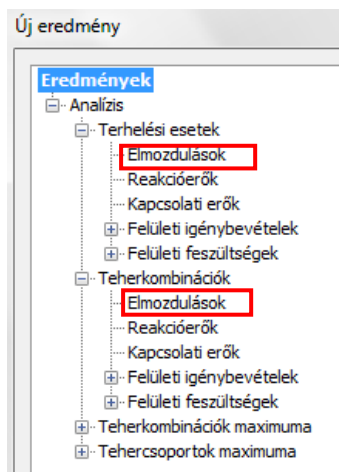 Új eredmény
Eredmények
Analízis
Terhelési esetek
Elmozdulások
Reakcióerők
Kapcsolati erők
Felületi igénybevételek
Felületi feszültségek
Teherkombinációk
Elmozdulások
Reakcióerők
Kapcsolati erők
Felületi igénybevételek
Felületi feszültségek
Teherkombinációk maximuma
Tehercsoportok maximuma